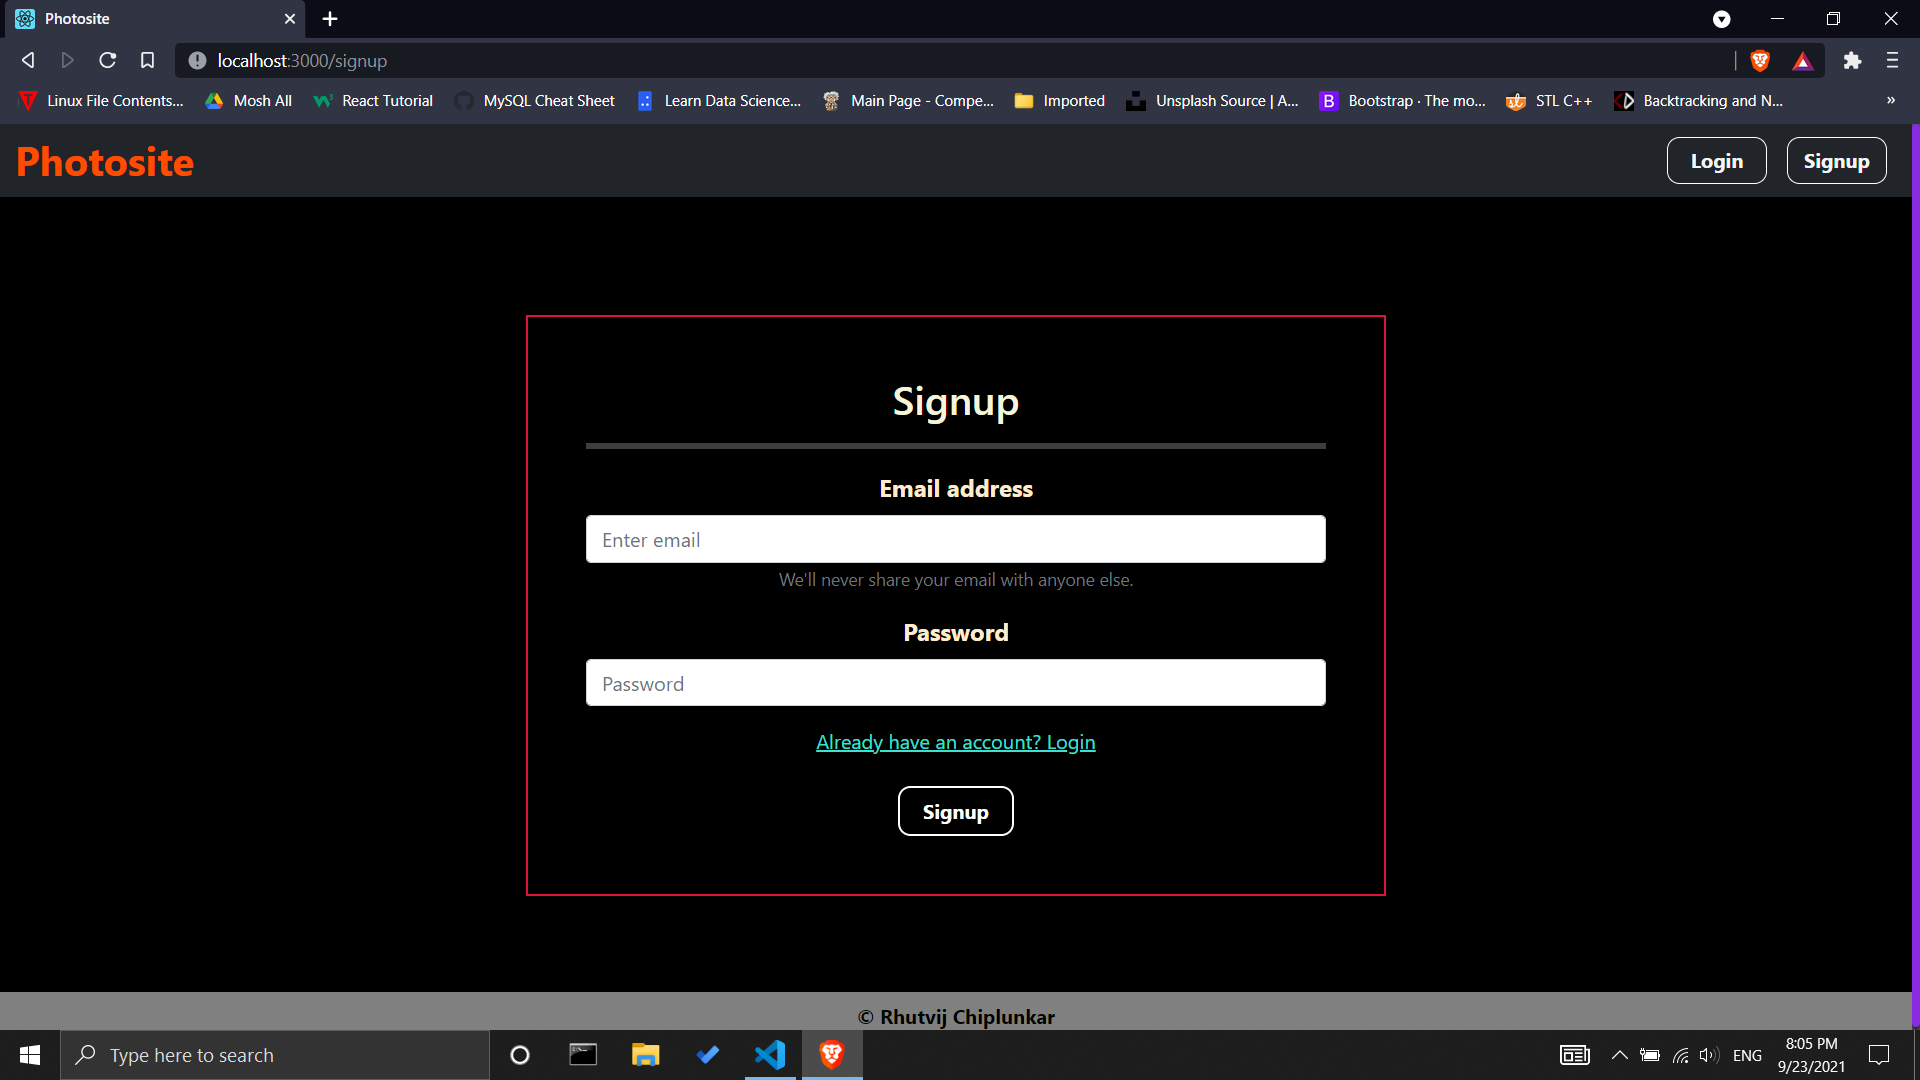 Photosite
localhost:3000/signup
Linux File Contents... Mosh All React Tutorial MySQL Cheat Sheet Learn Data Science... Main Page - Compe... Imported Unsplash Source | A... B Bootstrap · The mo... STL C++ Backtracking and N... »
Photosite Login Signup
Signup
Email address
Enter email
We'll never share your email with anyone else.
Password
Password
Already have an account? Login
Signup
© Rhutvij Chiplunkar
Type here to search ENG 8:05 PM
9/23/2021